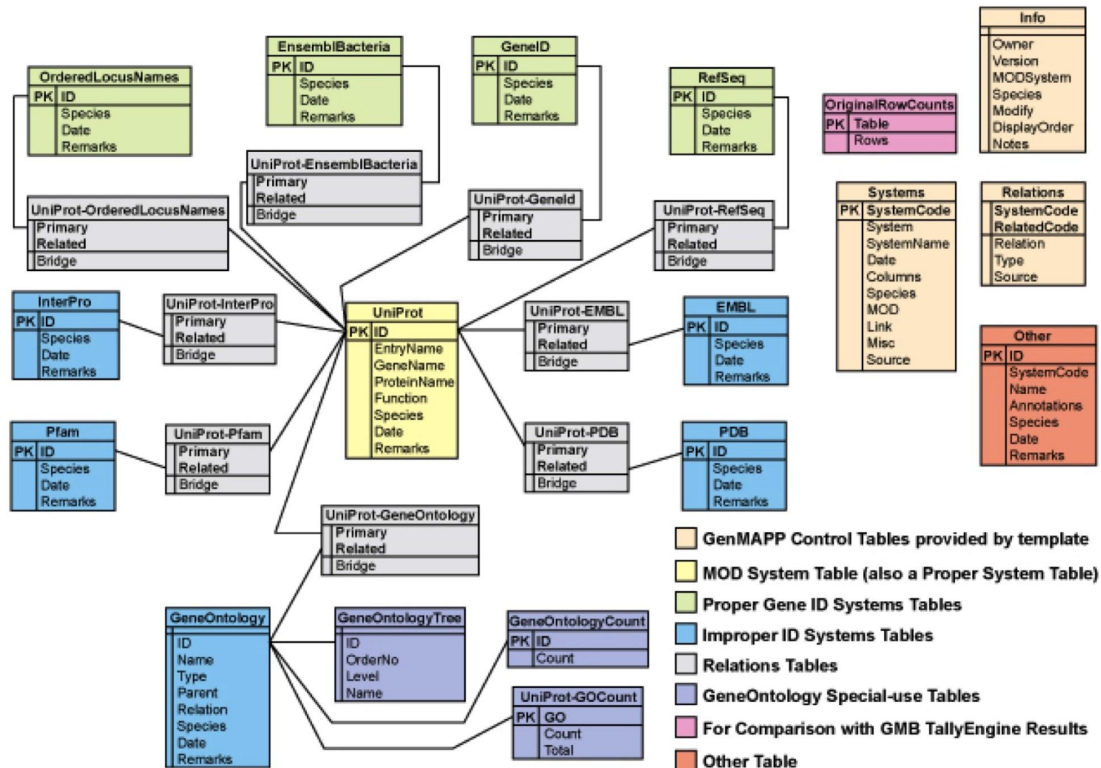 OrderedLocusNames
PK ID
Species
Date
Remarks
EnsemblBacteria
PK ID
Species
Date
Remarks
GeneID
PK ID
Species
Date
Remarks
RefSeq
PK ID
Species
Date
Remarks
OriginalRowCounts
PK Table
Rows
Info
Owner
Version
MODSystem
Species
Modify
DisplayOrder
Notes
UniProt-OrderedLocusNames
Primary
Related
Bridge
UniProt-EnsemblBacteria
Primary
Related
Bridge
UniProt-GeneId
Primary
Related
Bridge
UniProt-RefSeq
Primary
Related
Bridge
Systems
PK SystemCode
System
SystemName
Date
Columns
Species
MOD
Link
Misc
Source
Relations
SystemCode
RelatedCode
Relation
Type
Source
InterPro
PK ID
Species
Date
Remarks
UniProt-InterPro
Primary
Related
Bridge
UniProt
PK ID
EntryName
GeneName
ProteinName
Function
Species
Date
Remarks
UniProt-EMBL
Primary
Related
Bridge
EMBL
PK ID
Species
Date
Remarks
Other
PK ID
SystemCode
Name
Annotations
Species
Date
Remarks
Pfam
PK ID
Species
Date
Remarks
UniProt-Pfam
Primary
Related
Bridge
UniProt-PDB
Primary
Related
Bridge
PDB
PK ID
Species
Date
Remarks
UniProt-GeneOntology
Primary
Related
Bridge
GeneOntology
ID
Name
Type
Parent
Relation
Species
Date
Remarks
GeneOntologyTree
ID
OrderNo
Level
Name
GeneOntologyCount
PK ID
Count
UniProt-GOCount
PK GO
Count
Total
GenMAPP Control Tables provided by template
MOD System Table (also a Proper System Table)
Proper Gene ID Systems Tables
Improper ID Systems Tables
Relations Tables
GeneOntology Special-use Tables
For Comparison with GMB TallyEngine Results
Other Table